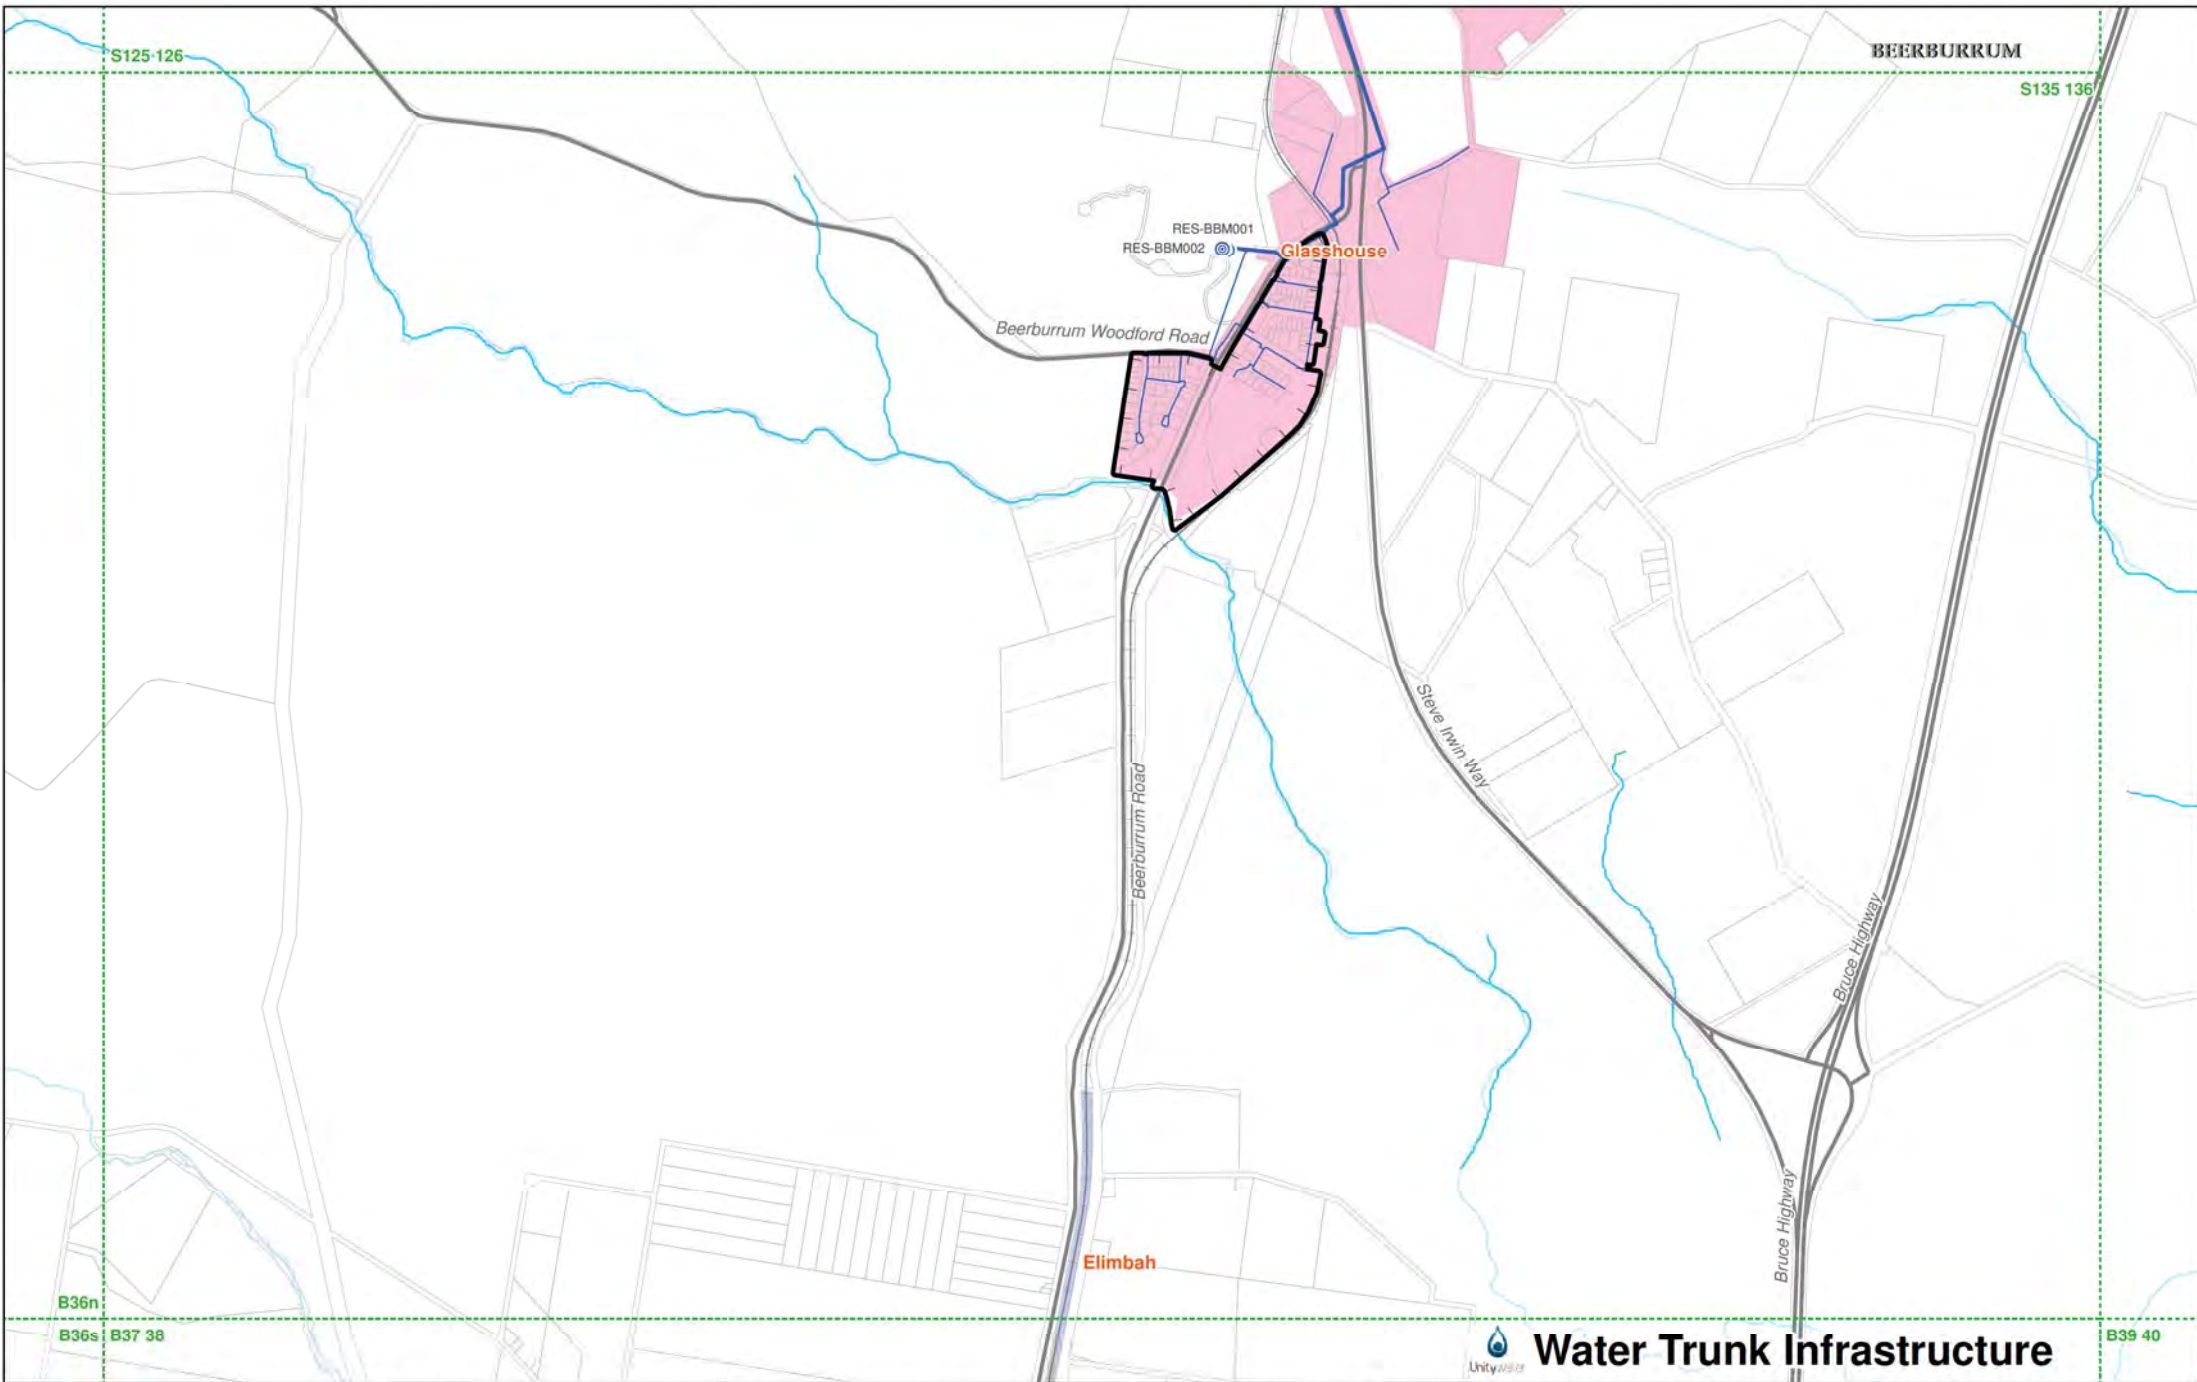 BEERBURRUM
S125 126
S135 136
RES-BBM001
RES-BBM002
Glasshouse
Beerburrum Woodford Road
Steve Irwin Way
Beerburrum Road
Bruce Highway
Bruce Highway
Elimbah
B36n
B36s
B37 38
B39 40
Unitywater
Water Trunk Infrastructure